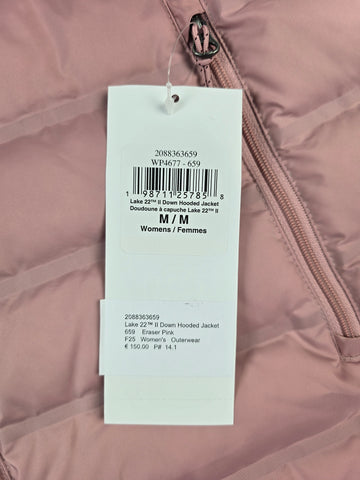 2088363659
WP4677 - 659
1 98711 25785 8
Lake 22™ II Down Hooded Jacket
Doudoune à capuche Lake 22™ II
M / M
Womens / Femmes
2088363659
Lake 22™ II Down Hooded Jacket
659 Eraser Pink
F25 Women's Outerwear
€ 150,00 P# 14.1